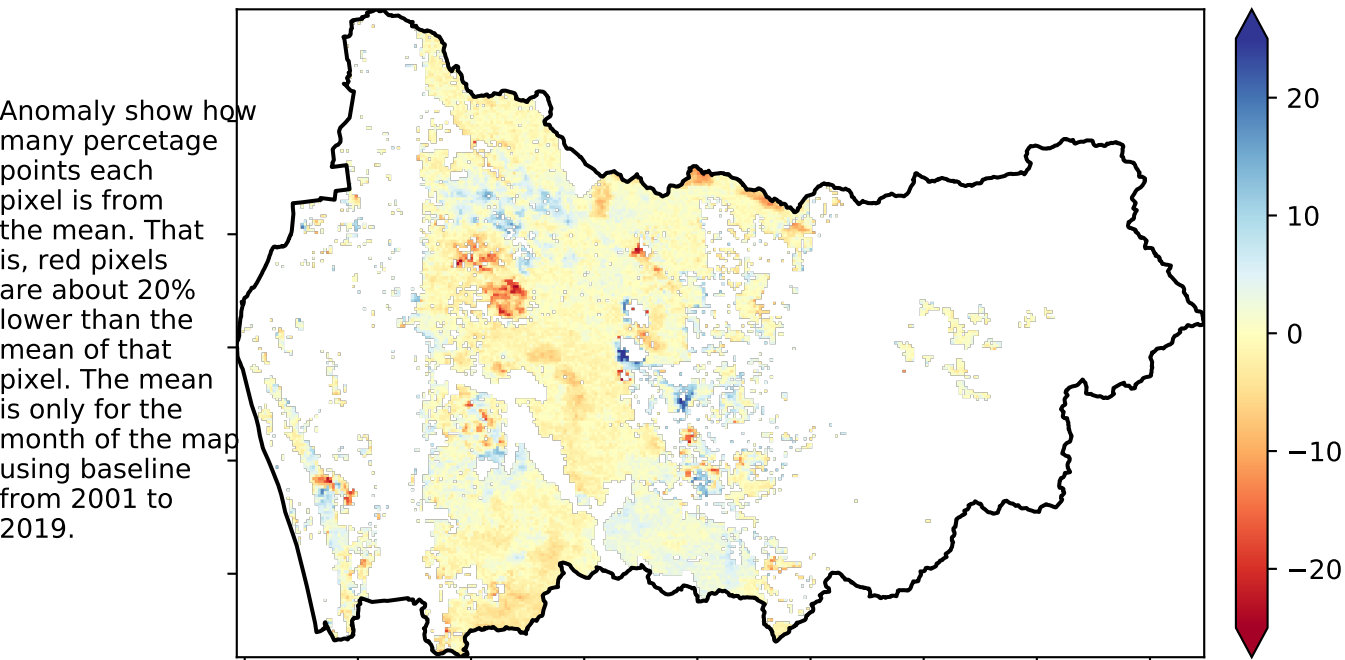 Anomaly show how
many percetage
points each
pixel is from
the mean. That
is, red pixels
are about 20%
lower than the
mean of that
pixel. The mean
is only for the
month of the map
using baseline
from 2001 to
2019.
20
10
0
−10
−20